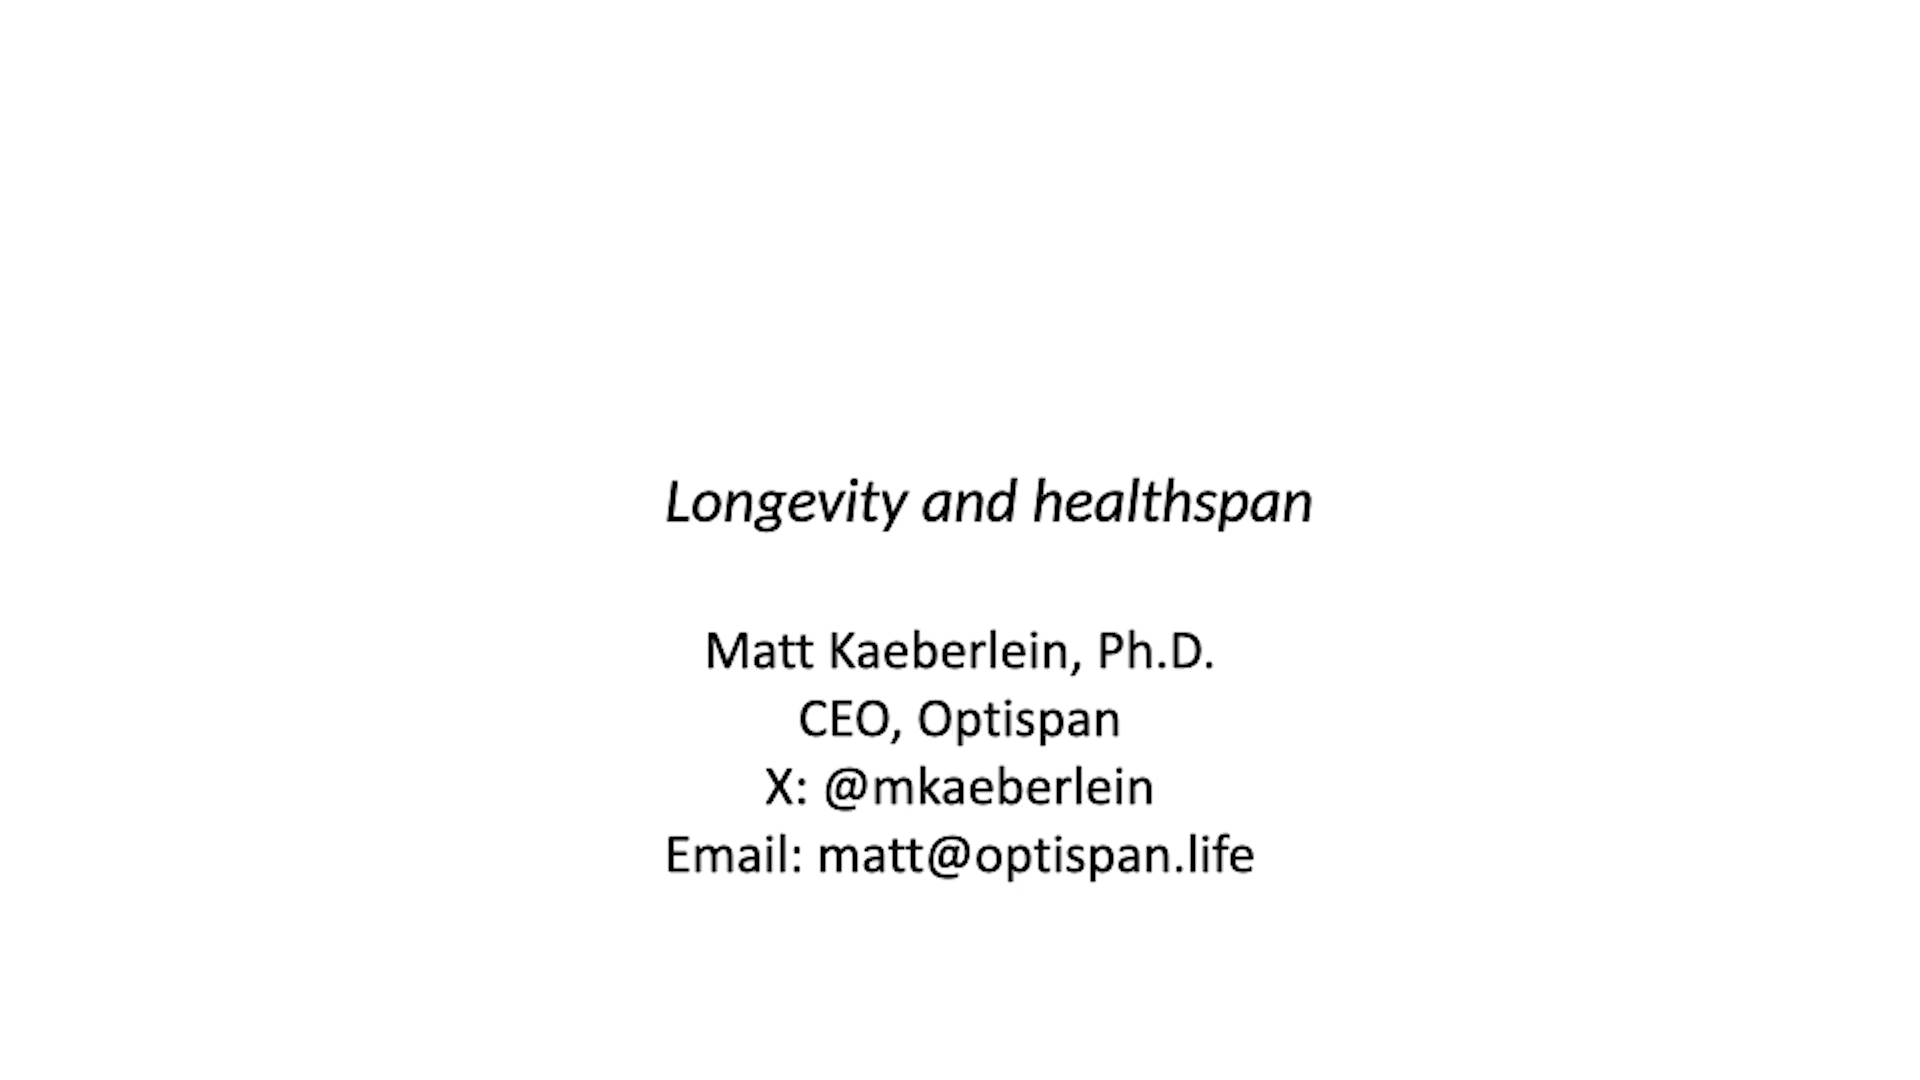 Longevity and healthspan
Matt Kaeberlein, Ph.D.
CEO, Optispan
X: @mkaeberlein
Email: matt@optispan.life